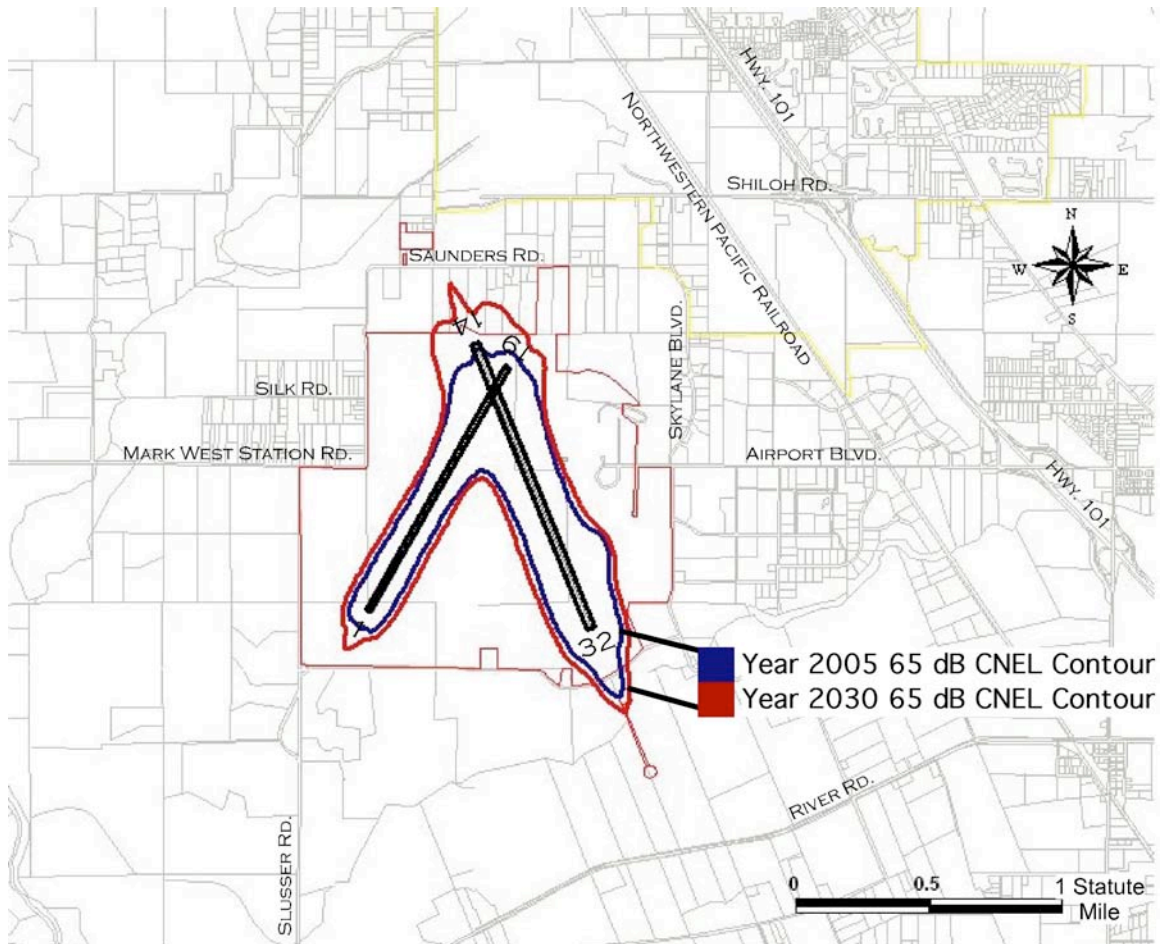 HWY. 101
NORTHWESTERN PACIFIC RAILROAD
SHILOH RD.
N
W
E
S
SAUNDERS RD.
14
19
SKYLANE BLVD.
SILK RD.
MARK WEST STATION RD.
AIRPORT BLVD.
HWY. 101
1
32
Year 2005 65 dB CNEL Contour
Year 2030 65 dB CNEL Contour
RIVER RD.
SLUSSER RD.
0
0.5
1 Statute
Mile